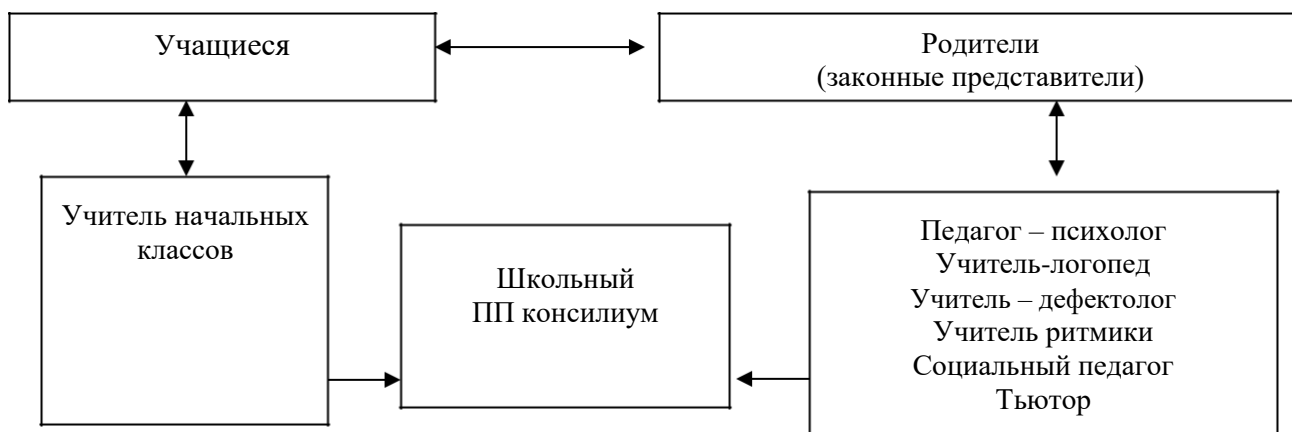 Учащиеся
Родители
(законные представители)
Учитель начальных
классов
Школьный
ПП консилиум
Педагог – психолог
Учитель-логопед
Учитель – дефектолог
Учитель ритмики
Социальный педагог
Тьютор